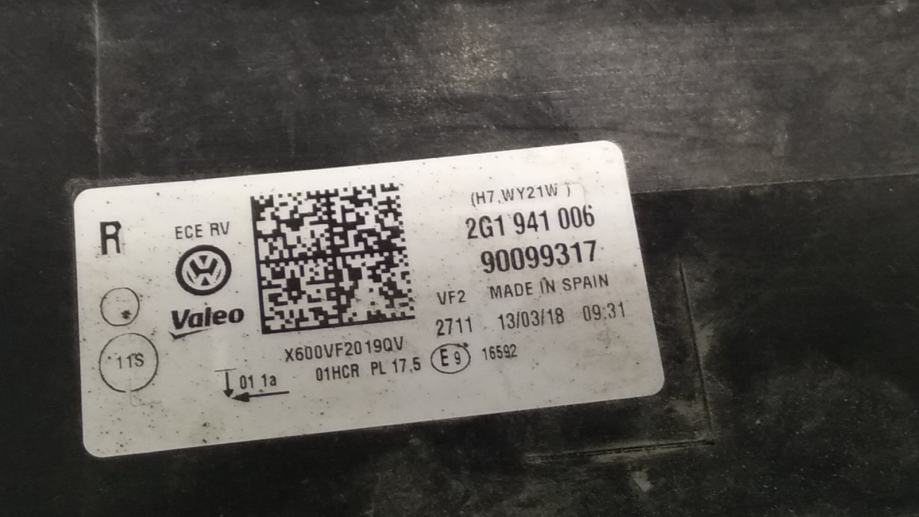 R
ECE RV
Valeo
11S
(H7,WY21W )
2G1 941 006
90099317
VF2 MADE IN SPAIN
2711 13/03/18 09:31
X600VF2019QV
01HCR PL 17,5 E9 16592
01 1a